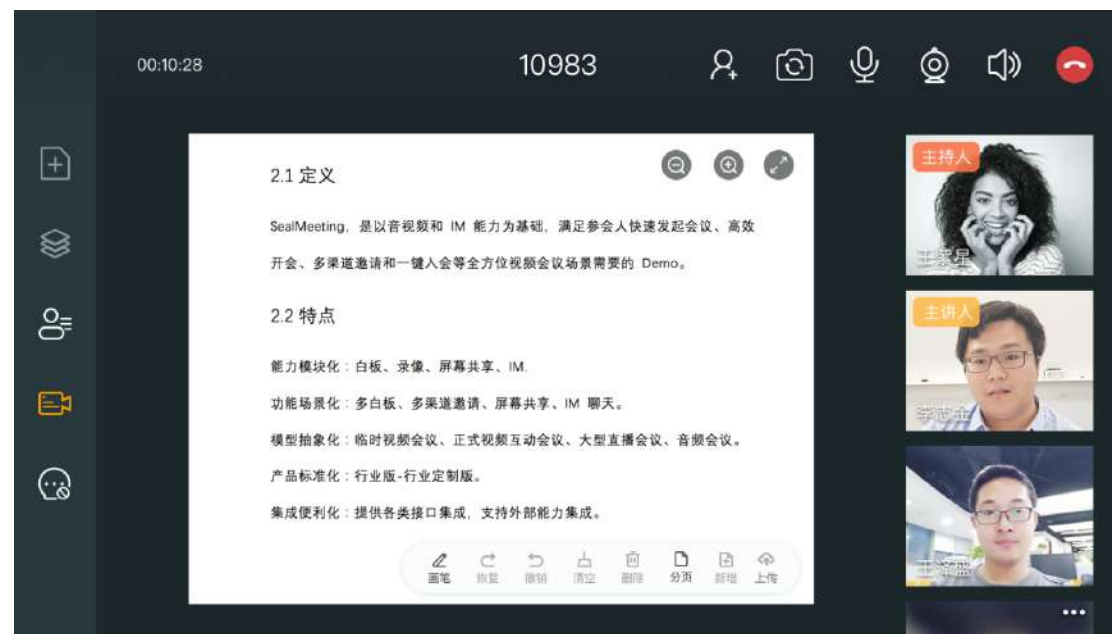 00:10:28
10983
2.1 定义
SealMeeting, 是以音视频和 IM 能力为基础, 满足参会人快速发起会议、高效
开会、多渠道邀请和一键入会等全方位视频会议场景需要的 Demo。
2.2 特点
能力模块化:白板、录像、屏幕共享、IM.
功能场景化:多白板、多渠道邀请、屏幕共享、IM 聊天。
模型抽象化:临时视频会议、正式视频互动会议、大型直播会议、音频会议。
产品标准化:行业版-行业定制版。
集成便利化:提供各类接口集成, 支持外部能力集成。
画笔 恢复 撤销 清空 删除 分页 新增 上传
主持人
王家星
主讲人
李志金
王泽盛